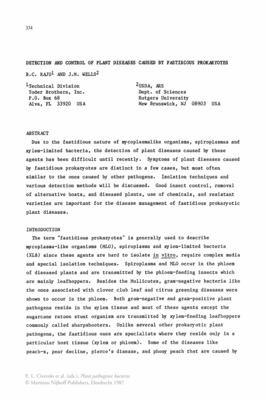 374
DETECTION AND CONTROL OF PLANT DISEASES CAUSED BY FASTIDIOUS PROKARYOTES
B.C. RAJU1 AND J.M. WELLS2
1Technical Division
Yoder Brothers, Inc.
P.O. Box 68
Alva, FL 33920 USA
2USDA, ARS
Dept. of Sciences
Rutgers University
New Brunswick, NJ 08903 USA
ABSTRACT
Due to the fastidious nature of mycoplasmalike organisms, spiroplasmas and
xylem-limited bacteria, the detection of plant diseases caused by these
agents has been difficult until recently. Symptoms of plant diseases caused
by fastidious prokaryotes are distinct in a few cases, but most often
similar to the ones caused by other pathogens. Isolation techniques and
various detection methods will be discussed. Good insect control, removal
of alternative hosts, and diseased plants, use of chemicals, and resistant
varieties are important for the disease management of fastidious prokaryotic
plant diseases.
INTRODUCTION
The term "fastidious prokaryotes" is generally used to describe
mycoplasma-like organisms (MLO), spiroplasms and xylem-limited bacteria
(XLB) since these agents are hard to isolate in vitro, require complex media
and special isolation techniques. Spiroplasma and MLO occur in the phloem
of diseased plants and are transmitted by the phloem-feeding insects which
are mainly leafhoppers. Besides the Mollicutes, gram-negative bacteria like
the ones associated with clover club leaf and citrus greening diseases were
shown to occur in the phloem. Both gram-negative and gram-positive plant
pathogens reside in the xylem tissue and most of these agents except the
sugarcane ratoon stunt organism are transmitted by xylem-feeding leafhoppers
commonly called sharpshooters. Unlike several other prokaryotic plant
pathogens, the fastidious ones are specialists where they reside only in a
particular host tissue (xylem or phloem). Some of the diseases like
peach-x, pear decline, pierce's disease, and phony peach that are caused by
E. L. Civerolo et al. (eds.), Plant pathogenic bacteria
© Martinus Nijhoff Publishers, Dordrecht 1987